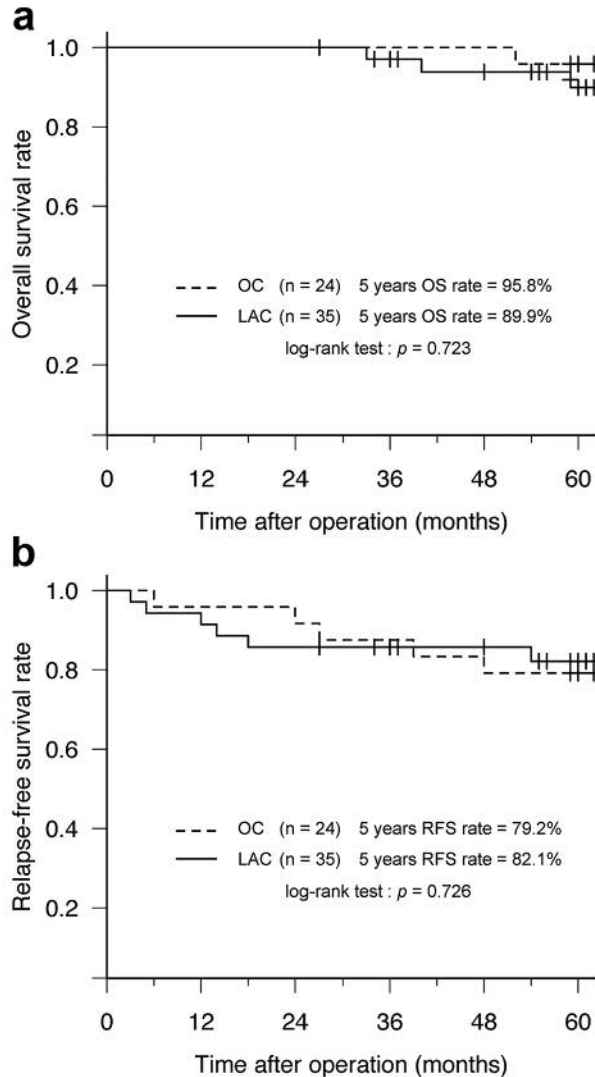 a
Overall survival rate
1.0
0.8
0.6
0.4
0.2
OC (n = 24) 5 years OS rate = 95.8%
LAC (n = 35) 5 years OS rate = 89.9%
log-rank test : p = 0.723
0 12 24 36 48 60
Time after operation (months)
b
Relapse-free survival rate
1.0
0.8
0.6
0.4
0.2
OC (n = 24) 5 years RFS rate = 79.2%
LAC (n = 35) 5 years RFS rate = 82.1%
log-rank test : p = 0.726
0 12 24 36 48 60
Time after operation (months)